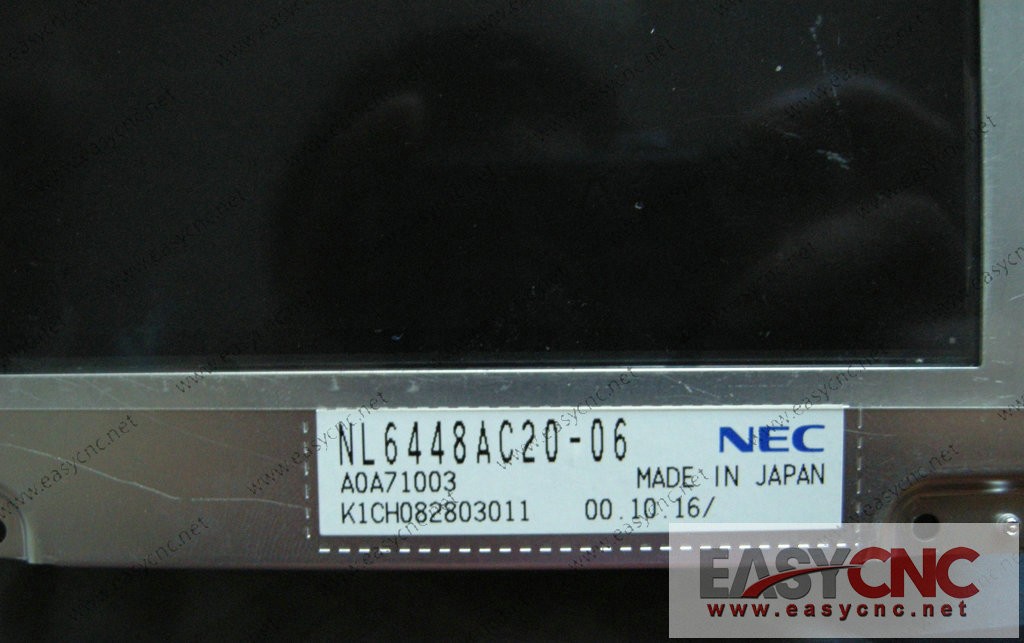 NL6448AC20-06 NEC
A0A71003 MADE IN JAPAN
K1CH082803011 00.10.16/
EASYCNC
www.easycnc.net